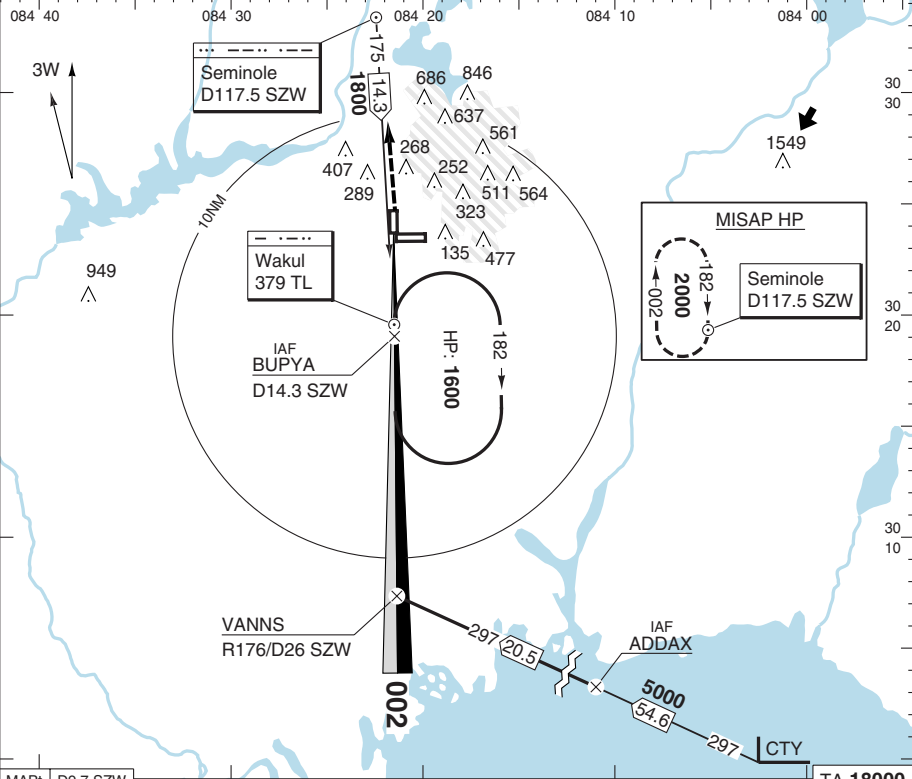 084 40
084 30
084 20
084 10
084 00
3W
Seminole
D117.5 SZW
175
14.3
1800
686
846
637
561
268
407
289
252
511
564
323
135
477
1549
30
30
10NM
949
Wakul
379 TL
MISAP HP
002
2000
182
Seminole
D117.5 SZW
30
20
IAF
BUPYA
D14.3 SZW
HP: 1600
182
30
10
VANNS
R176/D26 SZW
297
20.5
IAF
ADDAX
5000
54.6
297
CTY
002
MAPt D0.7 SZW
TA 18000